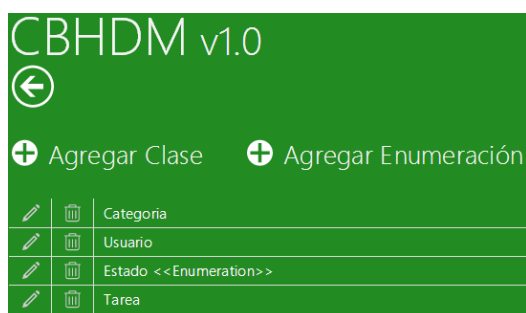 CBHDM v1.0
Agregar Clase Agregar Enumeración
Categoria
Usuario
Estado <<Enumeration>>
Tarea